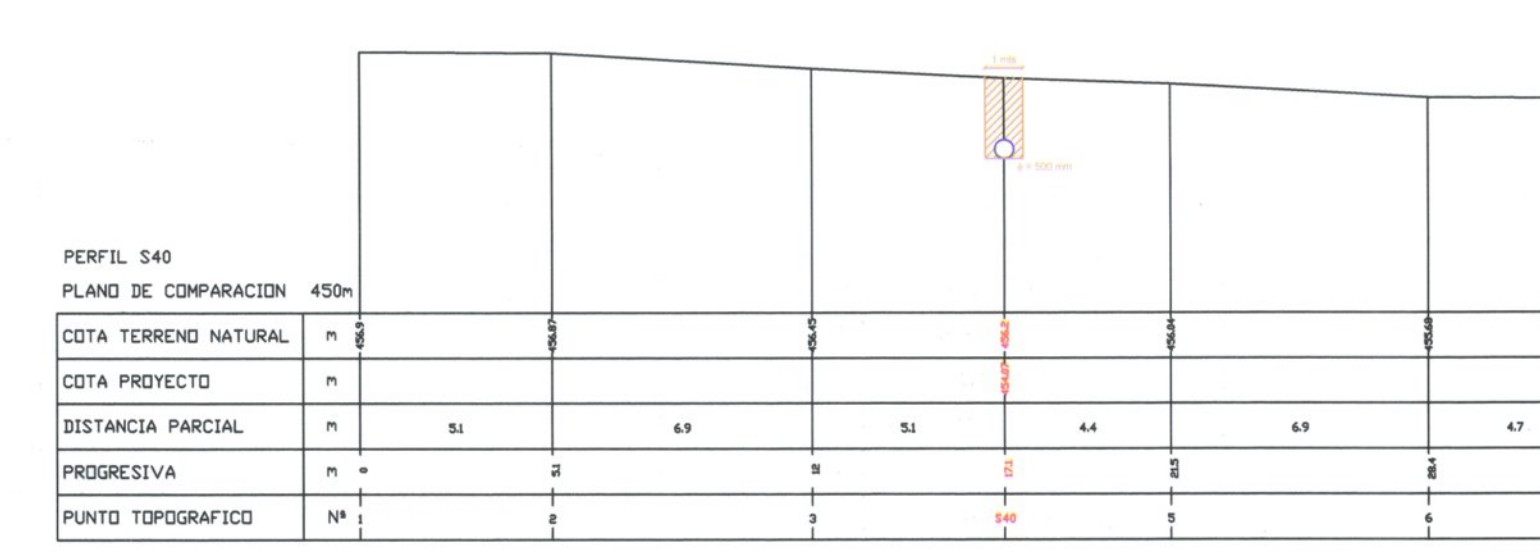 1 mts
ø = 500 mm
PERFIL S40
PLANO DE COMPARACION 450m
COTA TERRENO NATURAL m 456.9 456.87 456.45 456.2 456.04 455.68
COTA PROYECTO m 454.07
DISTANCIA PARCIAL m 5.1 6.9 5.1 4.4 6.9 4.7
PROGRESIVA m 0 5.1 12 17.1 21.5 28.4
PUNTO TOPOGRAFICO Nº 1 2 3 S40 5 6